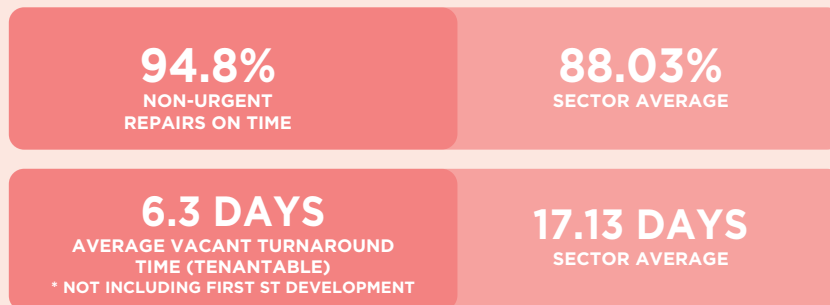 94.8%
NON-URGENT
REPAIRS ON TIME
88.03%
SECTOR AVERAGE
6.3 DAYS
AVERAGE VACANT TURNAROUND
TIME (TENANTABLE)
* NOT INCLUDING FIRST ST DEVELOPMENT
17.13 DAYS
SECTOR AVERAGE